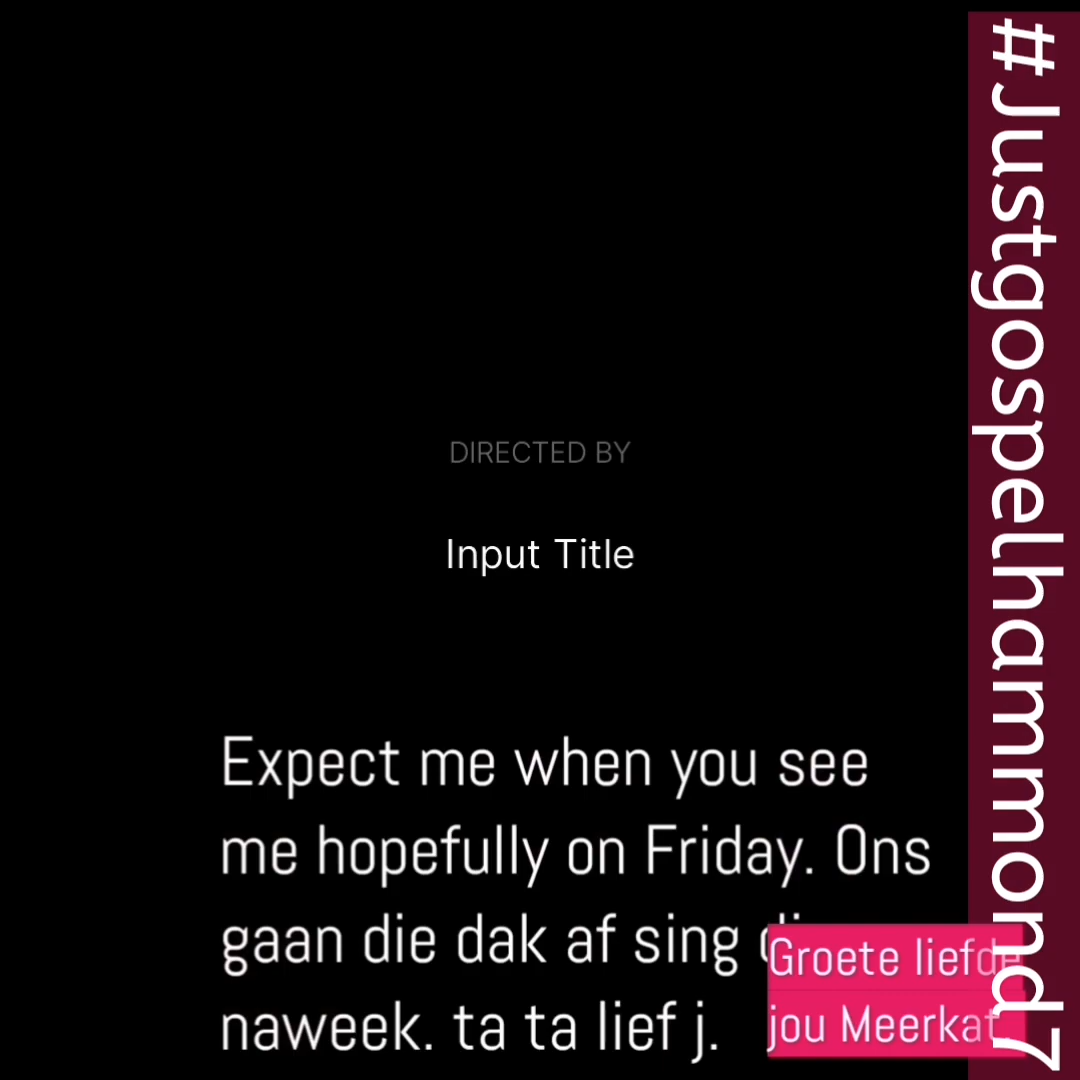 DIRECTED BY
Input Title
Expect me when you see
me hopefully on Friday. Ons
gaan die dak af sing
naweek. ta ta lief j.
Groete liefde
jou Meerkat
#Justgospelhammond7